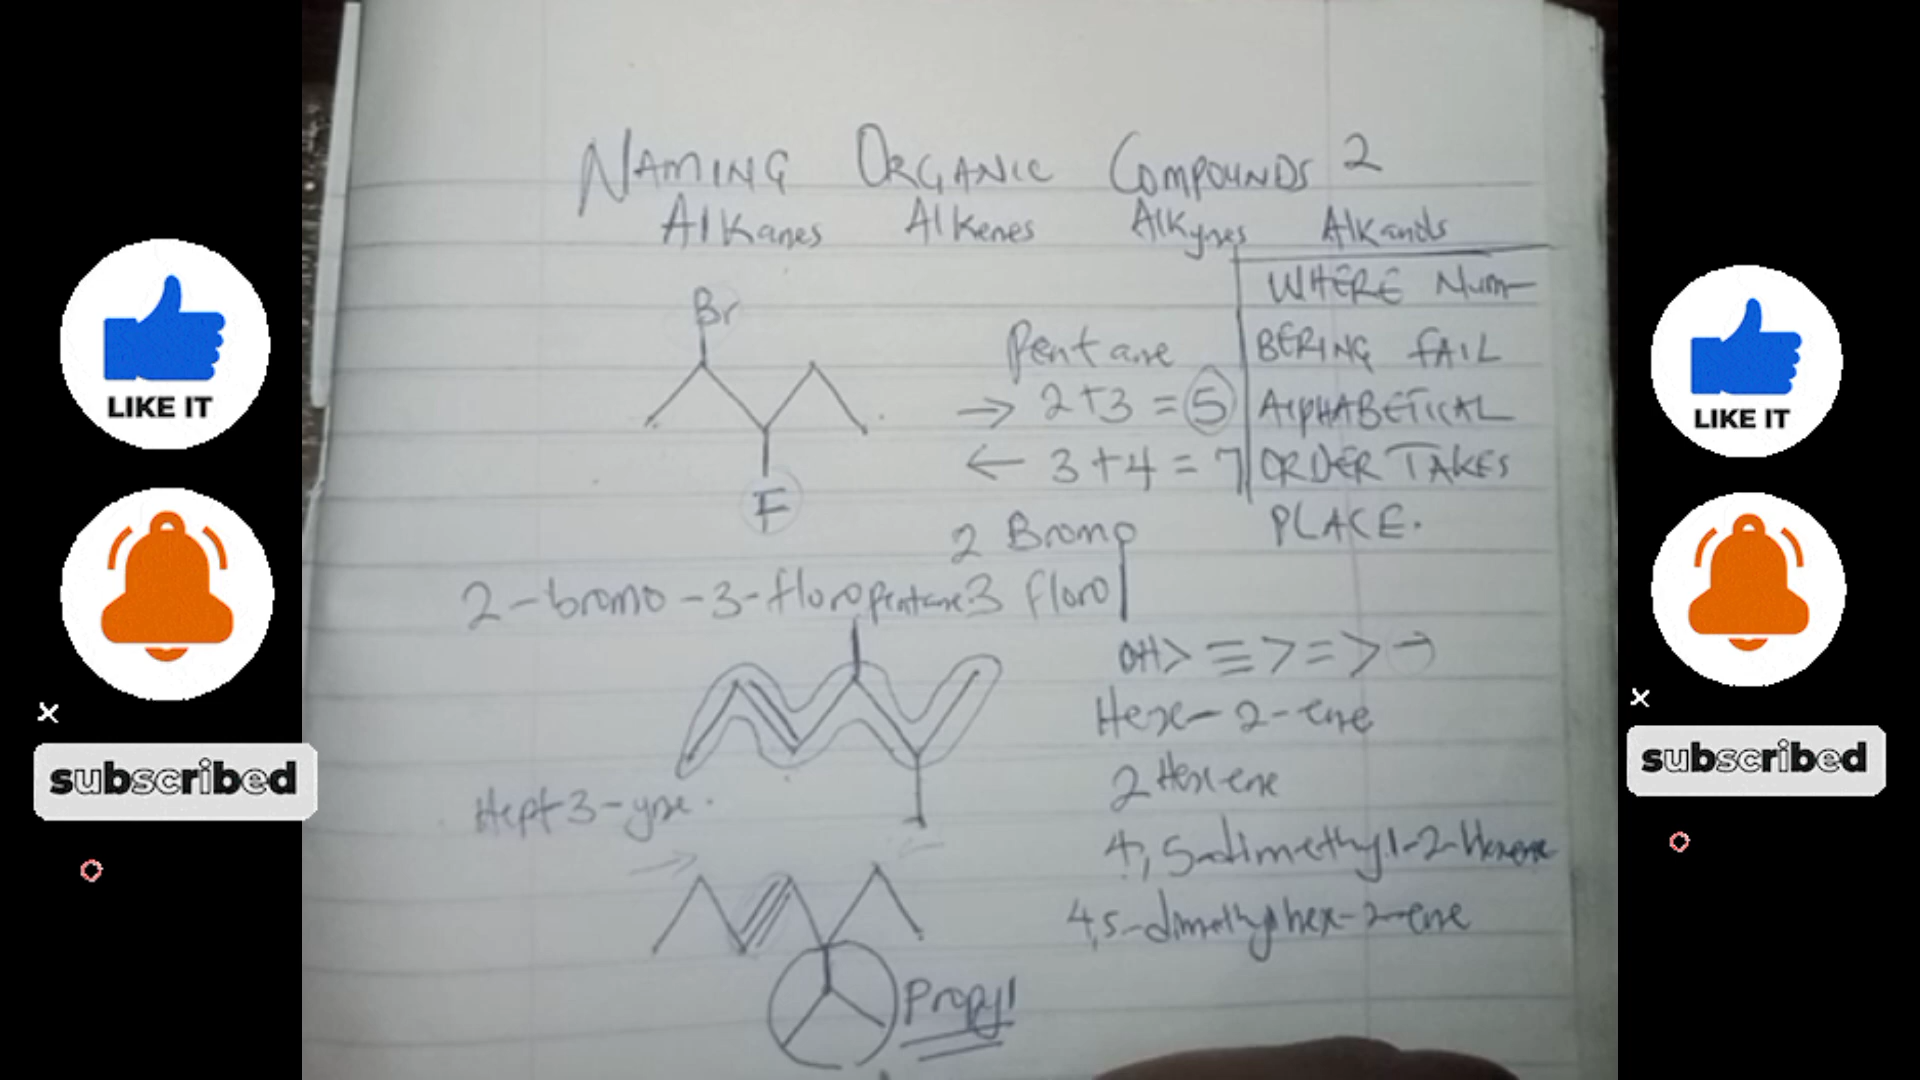 NAMING ORGANIC COMPOUNDS 2
Alkanes Alkenes Alkynes Alkanols
WHERE NUM-
BERING FAIL
ALPHABETICAL
ORDER TAKES
PLACE.
Br
F
Pentane
→ 2+3 = 5
← 3+4 = 7
2 Bromo
3 floro
2-bromo-3-floropentane
OH> ≡ > = > -
Hex-2-ene
2 Hexene
4,5-dimethyl-2-Hexene
4,5-dimethylhex-2-ene
Hept-3-yne.
Propyl
LIKE IT
subscribed
LIKE IT
subscribed